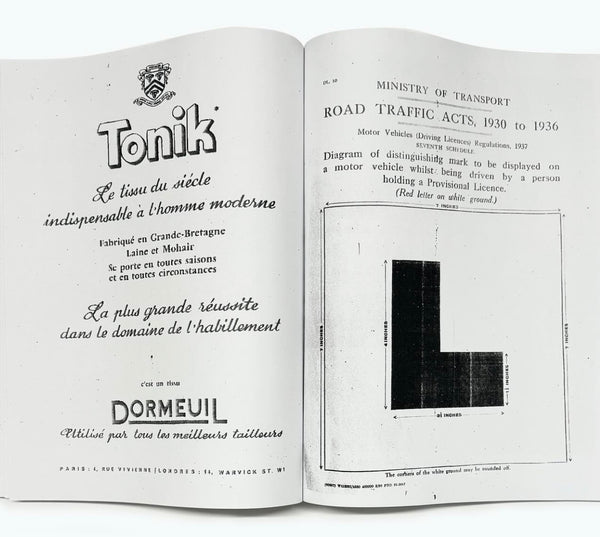 Tonik
Le tissu du siécle
indispensable à l'homme moderne
Fabriqué en Grande-Bretagne
Laine et Mohair
Se porte en toutes saisons
et en toutes circonstances
La plus grande réussite
dans le domaine de l'habillement
c'est un tissu
DORMEUIL
Utilisé par tous les meilleurs tailleurs
PARIS: 4, RUE VIVIENNE/LONDRES: 14, WARWICK ST. W1
DL. 10
MINISTRY OF TRANSPORT
ROAD TRAFFIC ACTS, 1930 to 1936
Motor Vehicles (Driving Licences) Regulations, 1937
SEVENTH SCHEDULE
Diagram of distinguishing mark to be displayed on
a motor vehicle whilst being driven by a person
holding a Provisional Licence.
(Red letter on white ground.)
7 INCHES
7 INCHES
4 INCHES
L
1½ INCHES
7 INCHES
INCHES
The corners of the white ground may be rounded off.